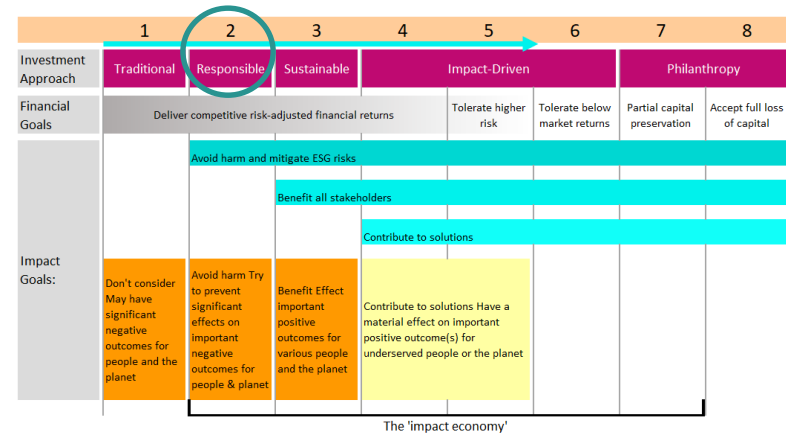 1 2 3 4 5 6 7 8
Investment
Approach
Traditional Responsible Sustainable Impact-Driven Philanthropy
Financial
Goals
Deliver competitive risk-adjusted financial returns
Tolerate higher
risk
Tolerate below
market returns
Partial capital
preservation
Accept full loss
of capital
Avoid harm and mitigate ESG risks
Benefit all stakeholders
Contribute to solutions
Impact
Goals:
Don't consider
May have
significant
negative
outcomes for
people and the
planet
Avoid harm Try
to prevent
significant
effects on
important
negative
outcomes for
people & planet
Benefit Effect
important
positive
outcomes for
various people
and the planet
Contribute to solutions Have a
material effect on important
positive outcome(s) for
underserved people or the planet
The 'impact economy'